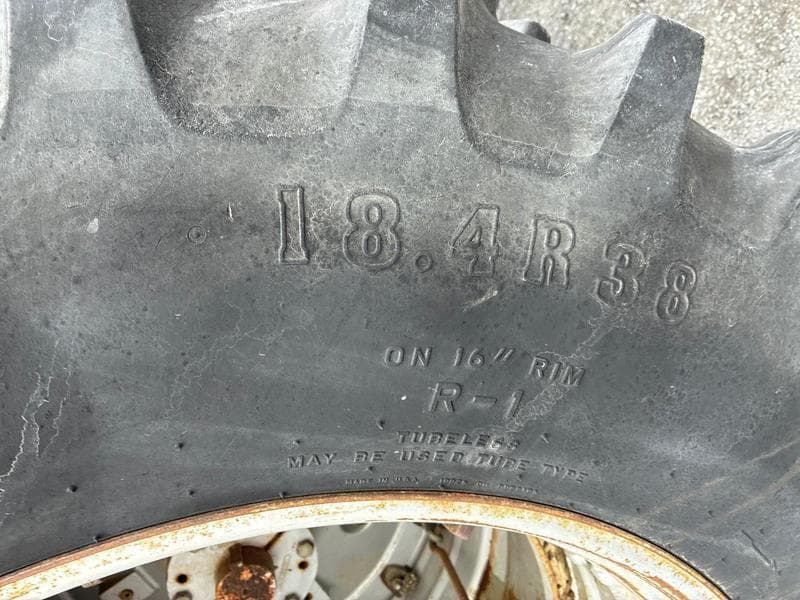 18.4R38
ON 16" RIM
R-1
TUBELESS
MAY BE USED TUBE TYPE
MADE IN U.S.A.